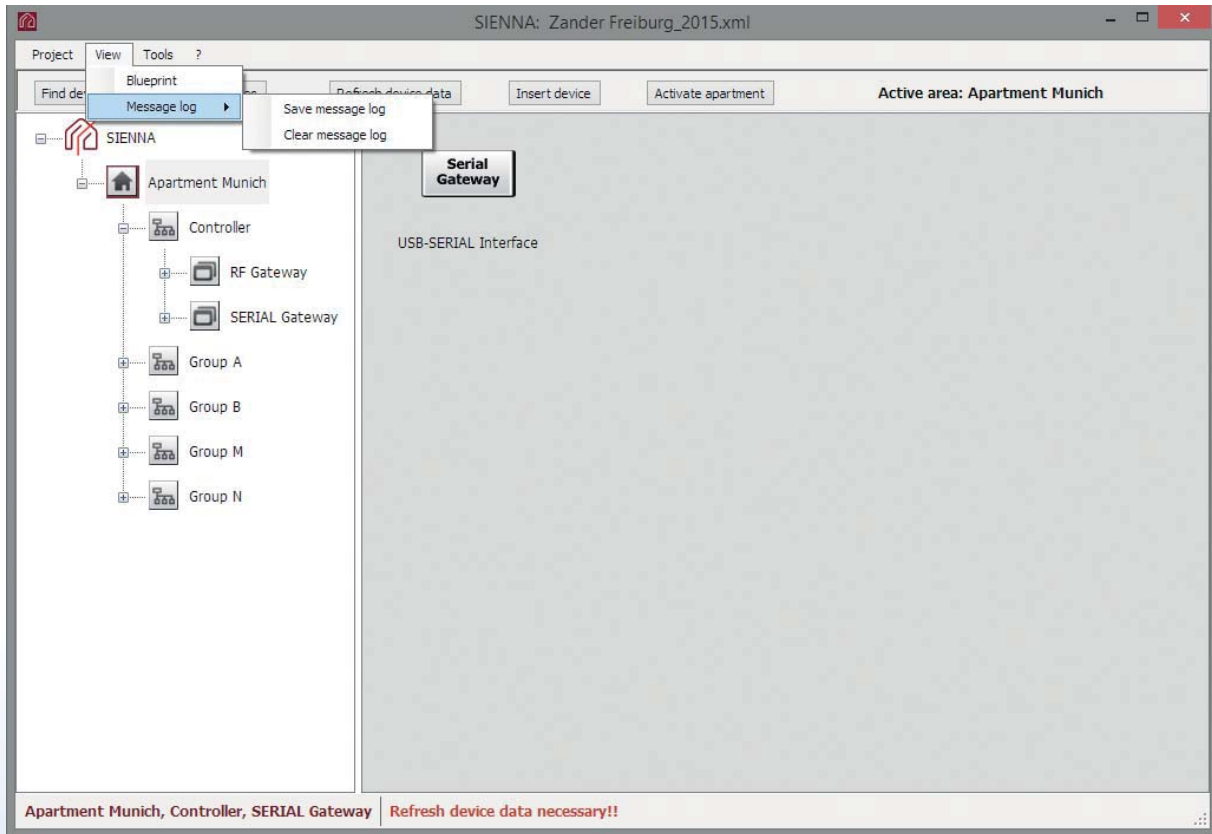 SIENNA: Zander Freiburg_2015.xml
Project View Tools ?
Blueprint
Message log
Save message log
Clear message log
Insert device
Activate apartment
Active area: Apartment Munich
SIENNA
Apartment Munich
Controller
RF Gateway
SERIAL Gateway
Group A
Group B
Group M
Group N
Serial
Gateway
USB-SERIAL Interface
Apartment Munich, Controller, SERIAL Gateway
Refresh device data necessary!!